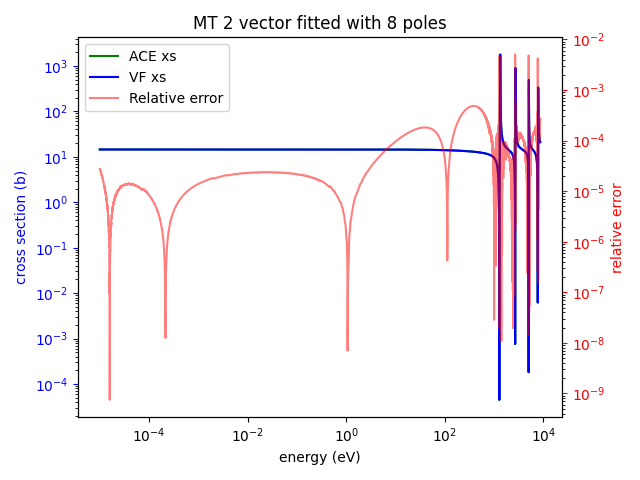 MT 2 vector fitted with 8 poles
ACE xs
VF xs
Relative error
10³
10²
10¹
10⁰
10⁻¹
10⁻²
10⁻³
10⁻⁴
cross section (b)
10⁻²
10⁻³
10⁻⁴
10⁻⁵
10⁻⁶
10⁻⁷
10⁻⁸
10⁻⁹
relative error
10⁻⁴ 10⁻² 10⁰ 10² 10⁴
energy (eV)